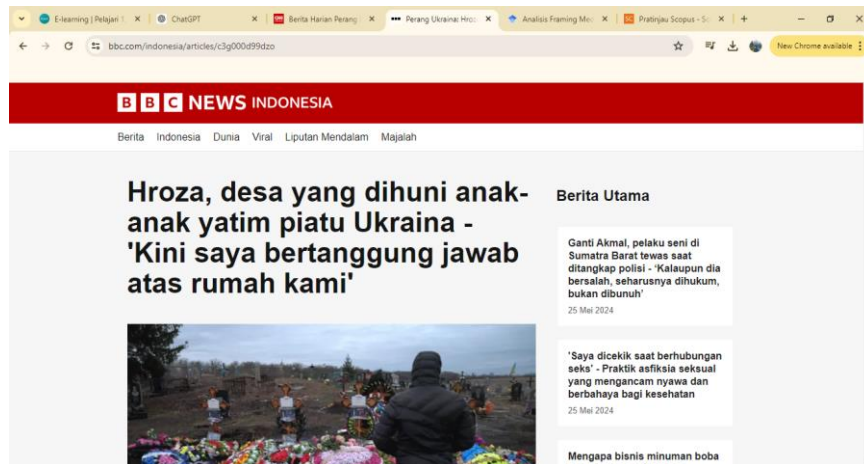 E-learning | Pelajari
ChatGPT
Berita Harian Perang
Perang Ukraina: Hro
Analisis Framing Med
Pratinjau Scopus - Sc
bbc.com/indonesia/articles/c3g000d99dzo
New Chrome available
BBC NEWS INDONESIA
Berita Indonesia Dunia Viral Liputan Mendalam Majalah
Hroza, desa yang dihuni anak-
anak yatim piatu Ukraina -
'Kini saya bertanggung jawab
atas rumah kami'
Berita Utama
Ganti Akmal, pelaku seni di
Sumatra Barat tewas saat
ditangkap polisi - 'Kalaupun dia
bersalah, seharusnya dihukum,
bukan dibunuh'
25 Mei 2024
'Saya dicekik saat berhubungan
seks' - Praktik asfiksia seksual
yang mengancam nyawa dan
berbahaya bagi kesehatan
25 Mei 2024
Mengapa bisnis minuman boba